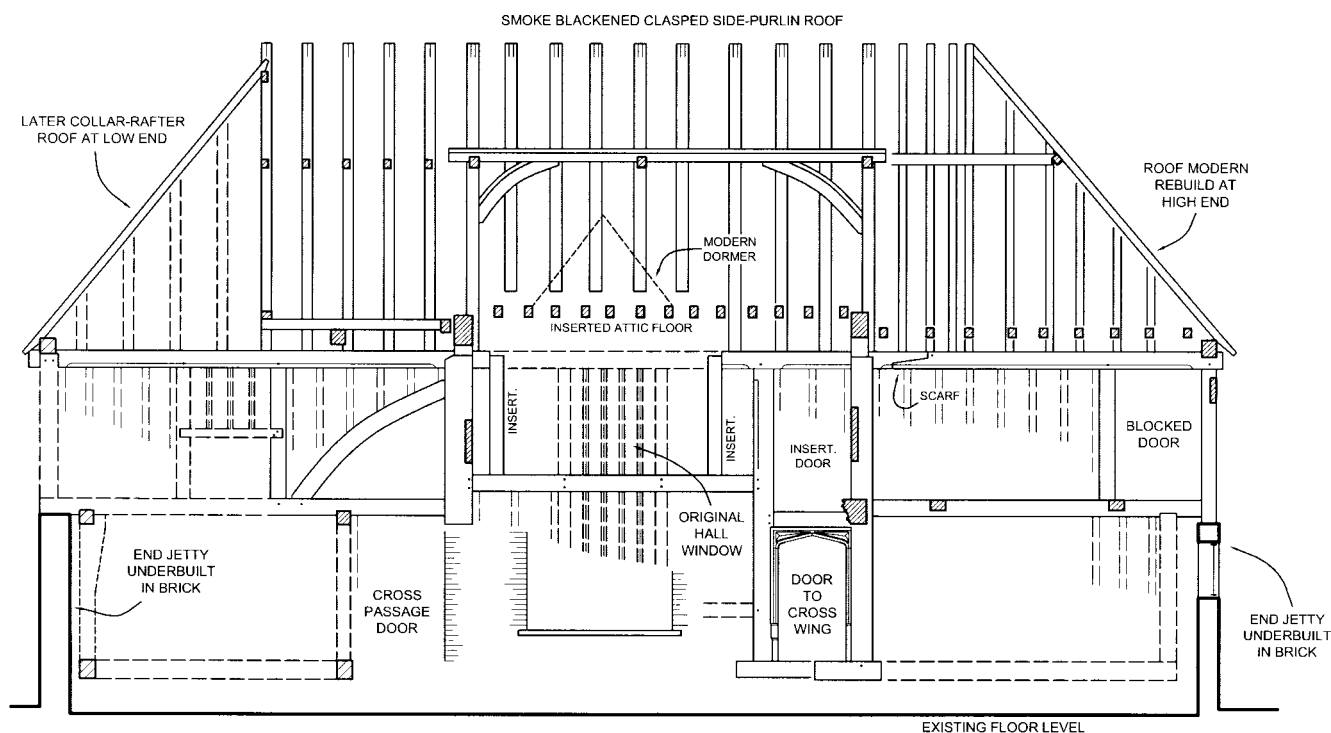 SMOKE BLACKENED CLASPED SIDE-PURLIN ROOF
LATER COLLAR-RAFTER
ROOF AT LOW END
ROOF MODERN
REBUILD AT
HIGH END
MODERN
DORMER
INSERTED ATTIC FLOOR
SCARF
INSERT.
INSERT.
INSERT.
DOOR
BLOCKED
DOOR
ORIGINAL
HALL
WINDOW
END JETTY
UNDERBUILT
IN BRICK
CROSS
PASSAGE
DOOR
DOOR
TO
CROSS
WING
END JETTY
UNDERBUILT
IN BRICK
EXISTING FLOOR LEVEL